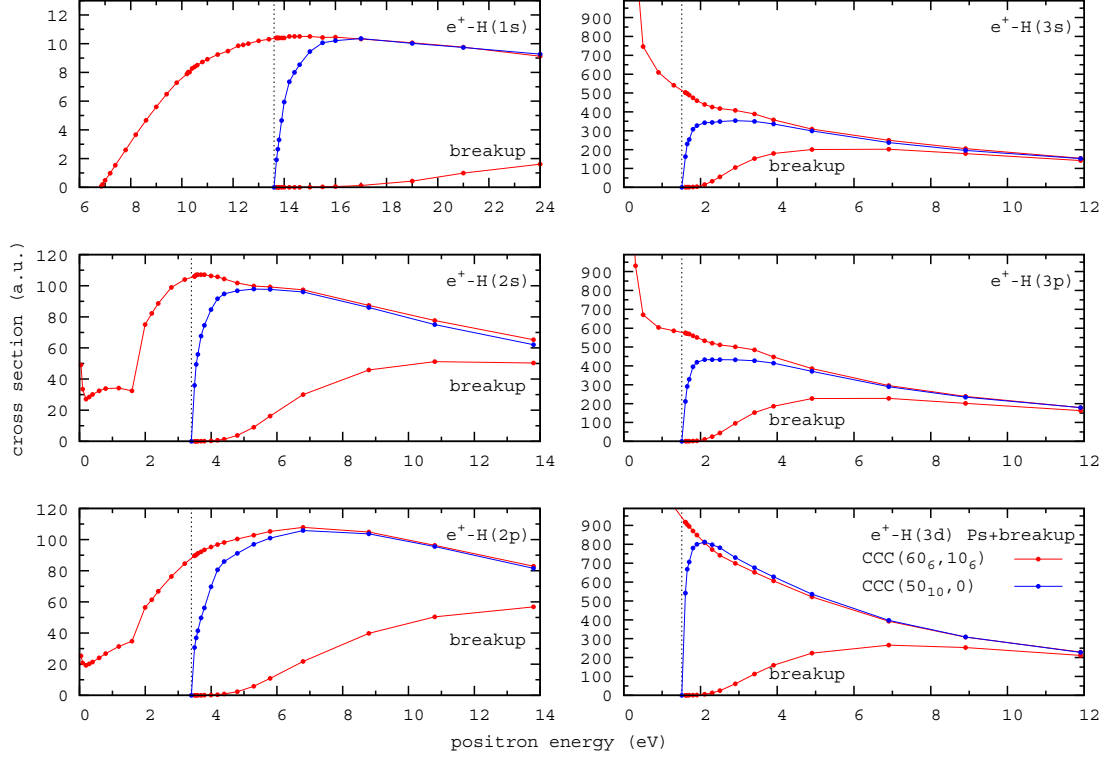 cross section (a.u.)
12
10
8
6
4
2
0
e⁺-H(1s)
breakup
6 8 10 12 14 16 18 20 22 24
900
800
700
600
500
400
300
200
100
0
e⁺-H(3s)
breakup
0 2 4 6 8 10 12
120
100
80
60
40
20
0
e⁺-H(2s)
breakup
0 2 4 6 8 10 12 14
900
800
700
600
500
400
300
200
100
0
e⁺-H(3p)
breakup
0 2 4 6 8 10 12
120
100
80
60
40
20
0
e⁺-H(2p)
breakup
0 2 4 6 8 10 12 14
900
800
700
600
500
400
300
200
100
0
e⁺-H(3d) Ps+breakup
CCC(60₆,10₆)
CCC(50₁₀,0)
breakup
0 2 4 6 8 10 12
positron energy (eV)